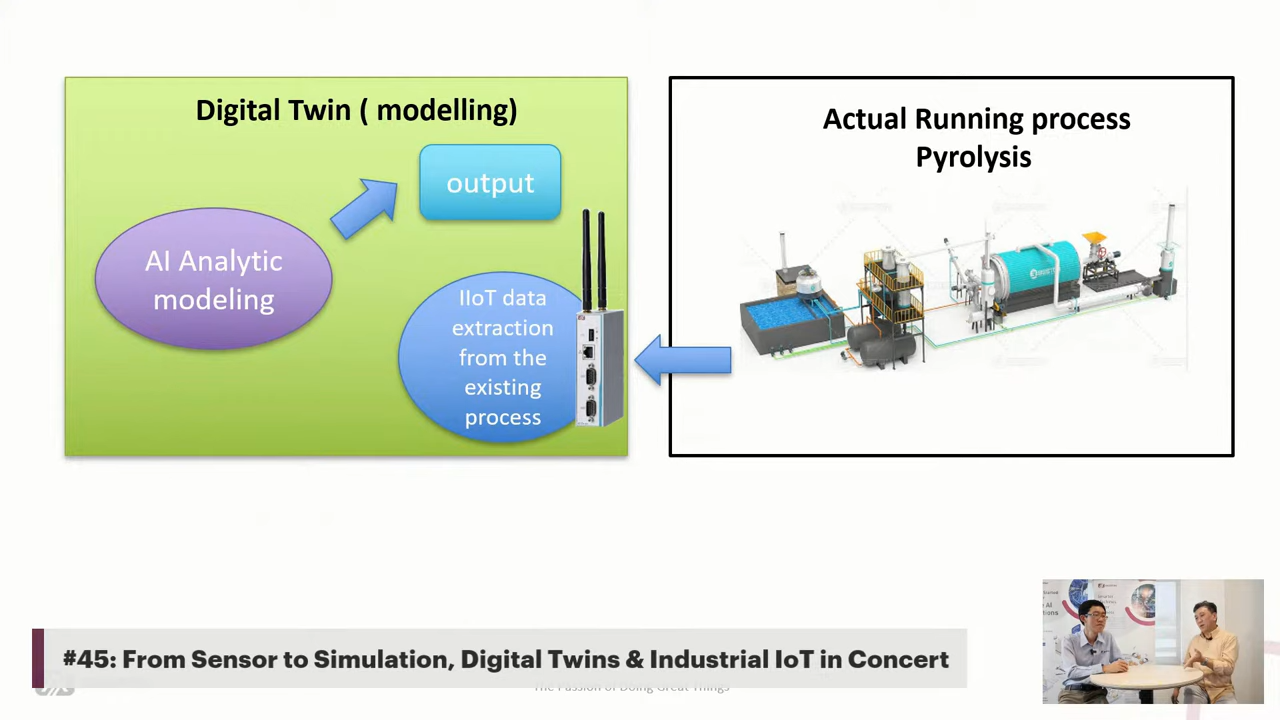 Digital Twin ( modelling)
output
AI Analytic
modeling
IIoT data
extraction
from the
existing
process
Actual Running process
Pyrolysis
#45: From Sensor to Simulation, Digital Twins & Industrial IoT in Concert
The Passion of Doing Great Things